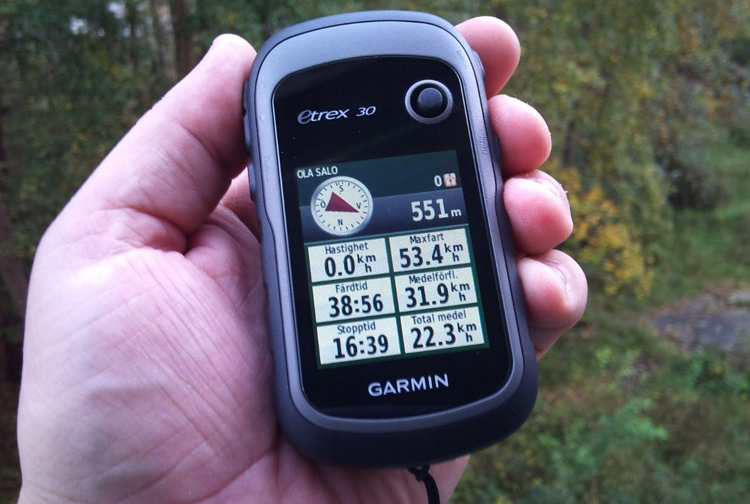 etrex 30
OLA SALO
0
S
O V
N
551 m
Hastighet Maxfart
0.0 km/h 53.4 km/h
Färdtid Medelförfl.
38:56 31.9 km/h
Stopptid Total medel
16:39 22.3 km/h
GARMIN